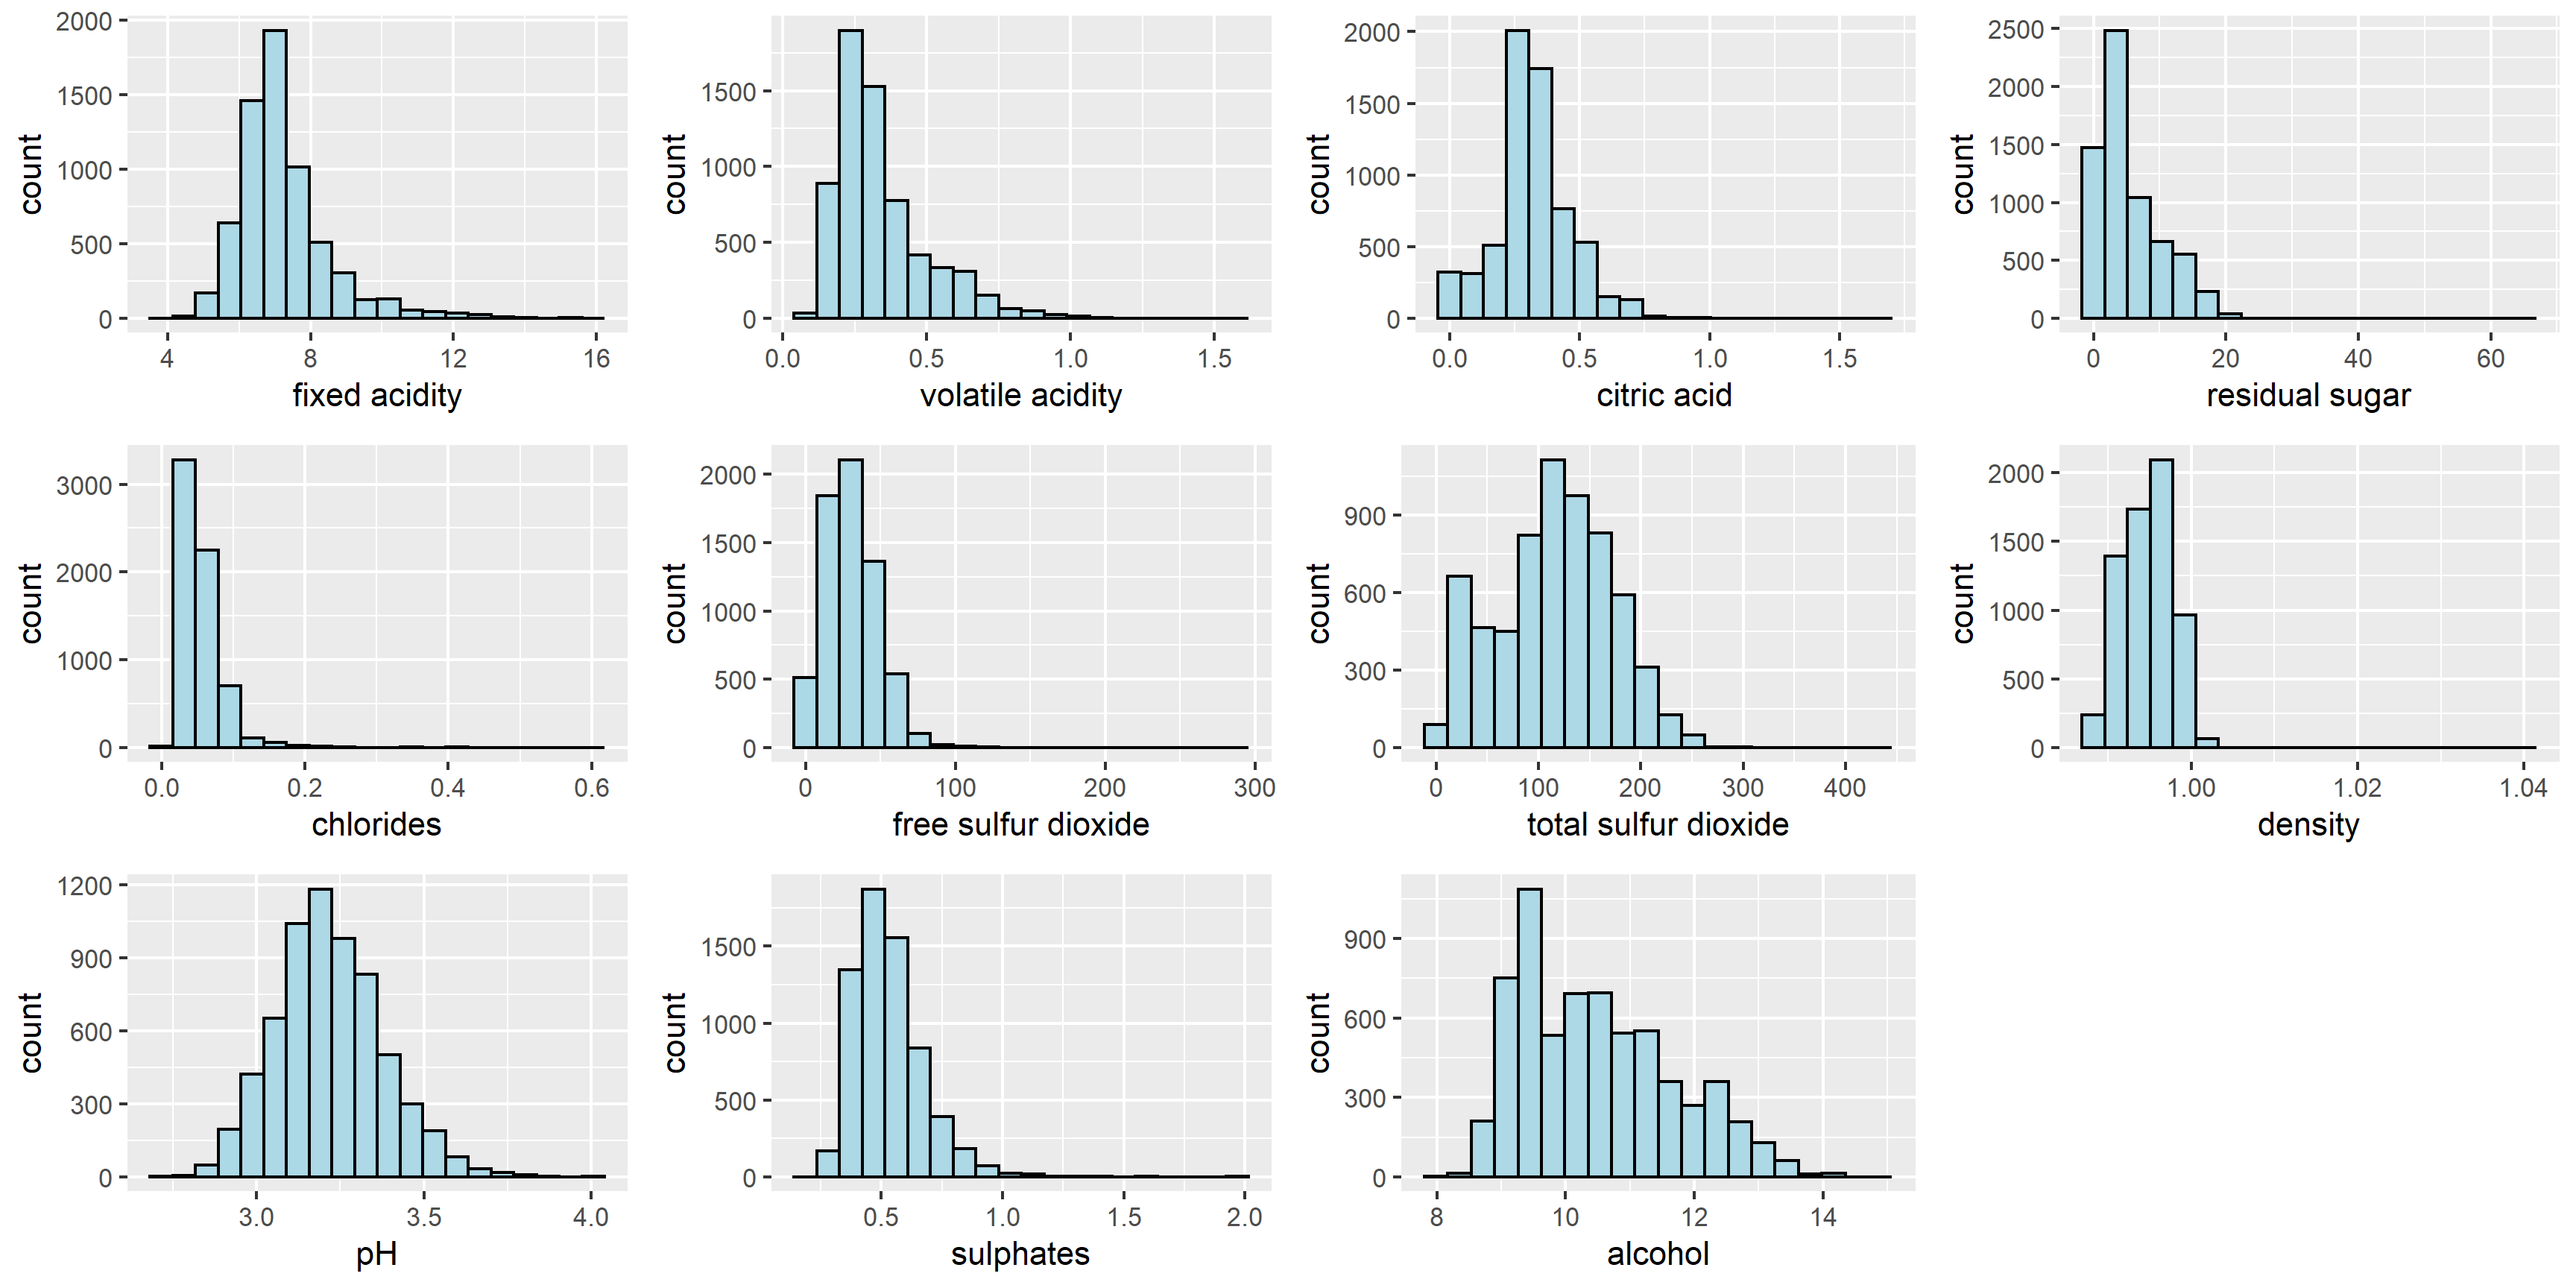 2000
1500
1000
500
0
count
4 8 12 16
fixed acidity
1500
1000
500
0
count
0.0 0.5 1.0 1.5
volatile acidity
2000
1500
1000
500
0
count
0.0 0.5 1.0 1.5
citric acid
2500
2000
1500
1000
500
0
count
0 20 40 60
residual sugar
3000
2000
1000
0
count
0.0 0.2 0.4 0.6
chlorides
2000
1500
1000
500
0
count
0 100 200 300
free sulfur dioxide
900
600
300
0
count
0 100 200 300 400
total sulfur dioxide
2000
1500
1000
500
0
count
1.00 1.02 1.04
density
1200
900
600
300
0
count
3.0 3.5 4.0
pH
1500
1000
500
0
count
0.5 1.0 1.5 2.0
sulphates
900
600
300
0
count
8 10 12 14
alcohol